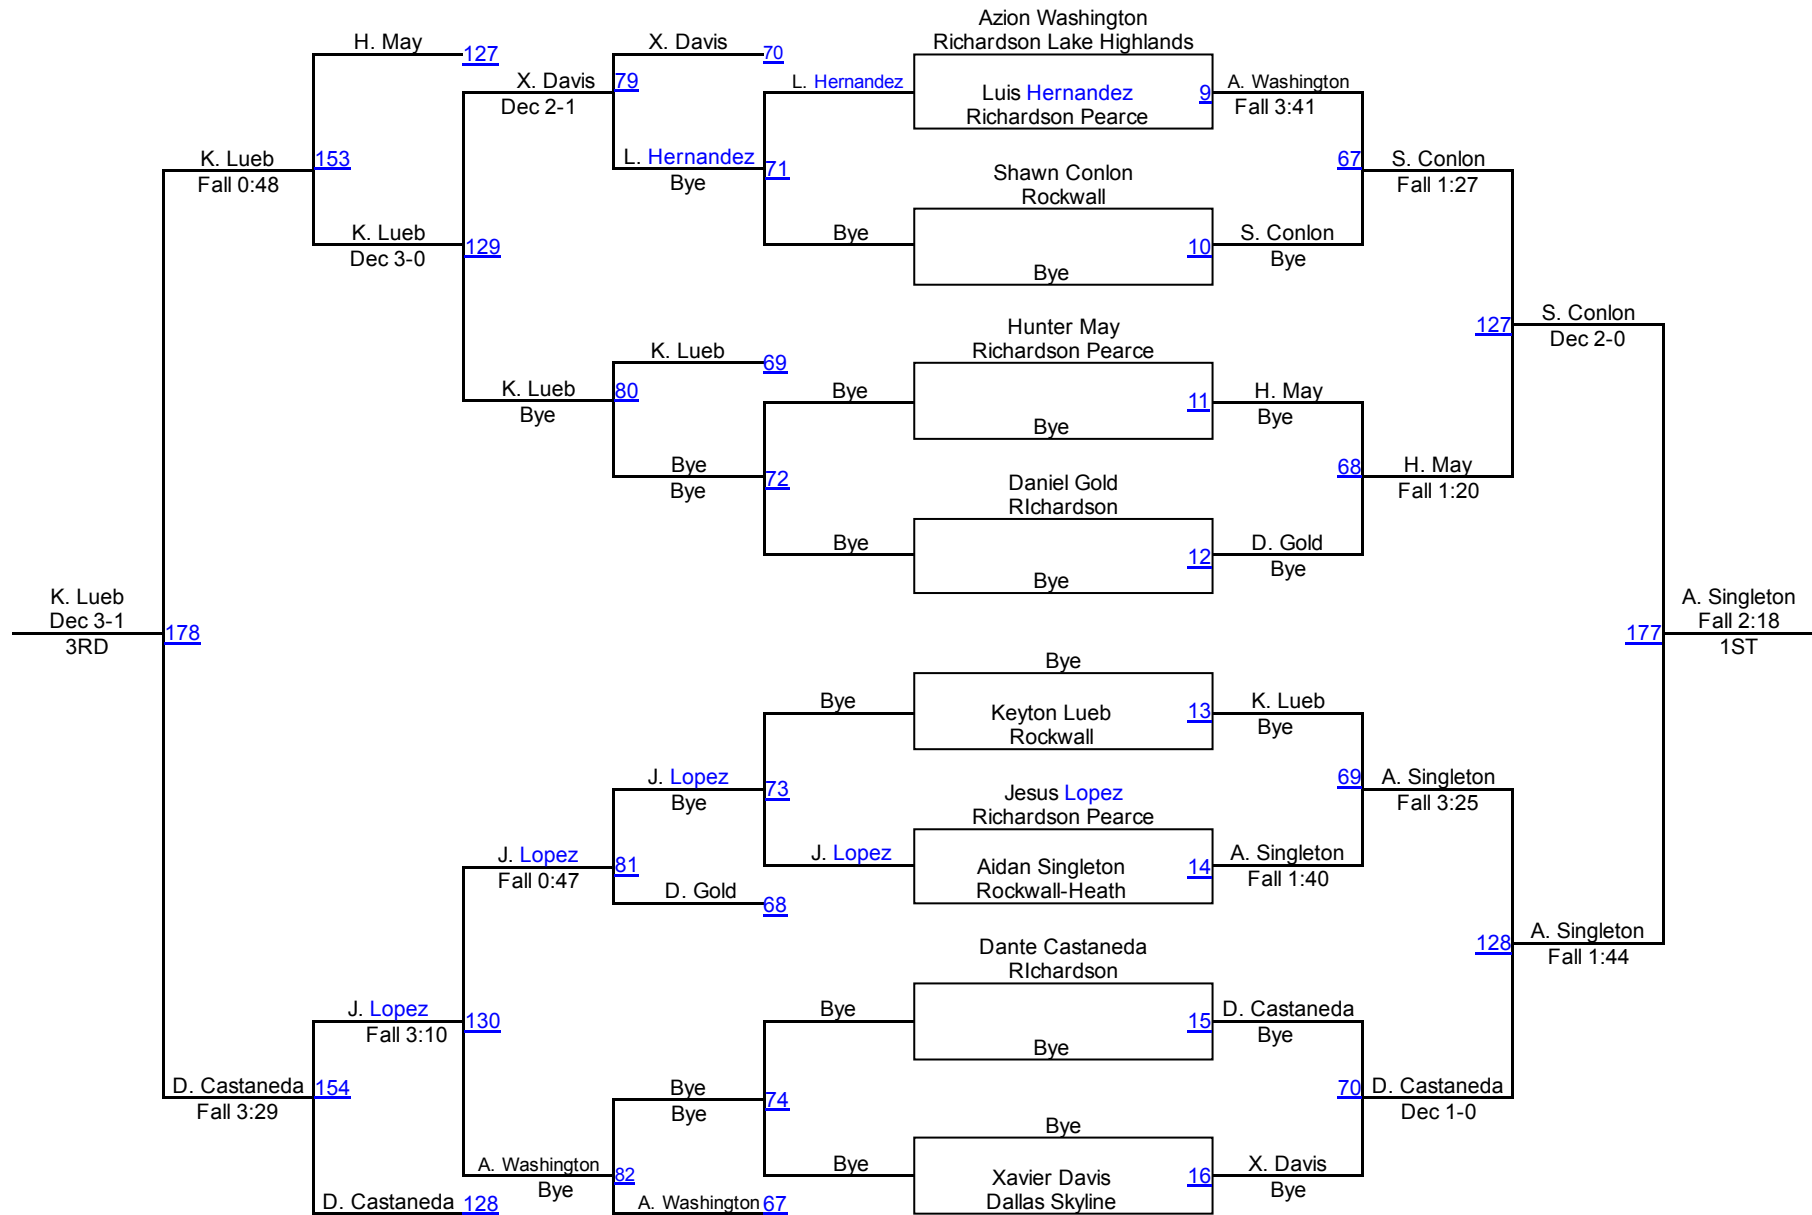 Azion Washington
H. May
X. Davis
Richardson Lake Highlands
127
70
X. Davis
79
L. Hernandez
Luis Hernandez
9
A. Washington
Dec 2-1
Fall 3:41
Richardson Pearce
K. Lueb
153
L. Hernandez
71
67
S. Conlon
Fall 0:48
Bye
Shawn Conlon
Fall 1:27
Rockwall
K. Lueb
129
Bye
10
S. Conlon
Dec 3-0
Bye
Bye
S. Conlon
127
Hunter May
Dec 2-0
K. Lueb
69
Richardson Pearce
K. Lueb
80
Bye
11
H. May
Bye
Bye
Bye
Bye
72
68
H. May
Bye
Daniel Gold
Fall 1:20
RIchardson
Bye
12
D. Gold
Bye
Bye
K. Lueb
A. Singleton
Dec 3-1
Fall 2:18
178
177
3RD
1ST
Bye
Bye
Keyton Lueb
13
K. Lueb
Rockwall
Bye
J. Lopez
73
69
A. Singleton
Bye
Jesus Lopez
Fall 3:25
Richardson Pearce
J. Lopez
81
J. Lopez
Aidan Singleton
14
A. Singleton
Fall 0:47
Fall 1:40
D. Gold
68
Rockwall-Heath
A. Singleton
128
Dante Castaneda
Fall 1:44
RIchardson
J. Lopez
130
Bye
15
D. Castaneda
Fall 3:10
Bye
Bye
D. Castaneda
154
Bye
74
70
D. Castaneda
Fall 3:29
Bye
Dec 1-0
Bye
A. Washington
82
Bye
Xavier Davis
16
X. Davis
Bye
Bye
D. Castaneda
128
A. Washington
67
Dallas Skyline